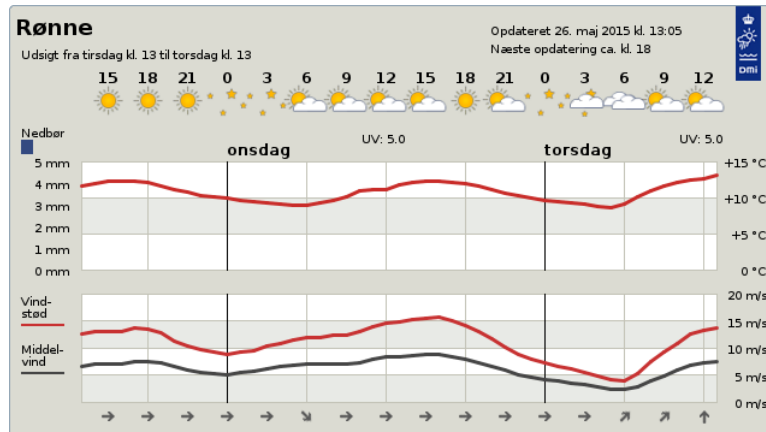 Rønne
Opdateret 26. maj 2015 kl. 13:05
Udsigt fra tirsdag kl. 13 til torsdag kl. 13
Næste opdatering ca. kl. 18
DMI
15 18 21 0 3 6 9 12 15 18 21 0 3 6 9 12
Nedbør
UV: 5.0
UV: 5.0
onsdag
torsdag
5 mm
4 mm
3 mm
2 mm
1 mm
0 mm
+15 °C
+10 °C
+5 °C
0 °C
Vind-
stød
Middel-
vind
20 m/s
15 m/s
10 m/s
5 m/s
0 m/s